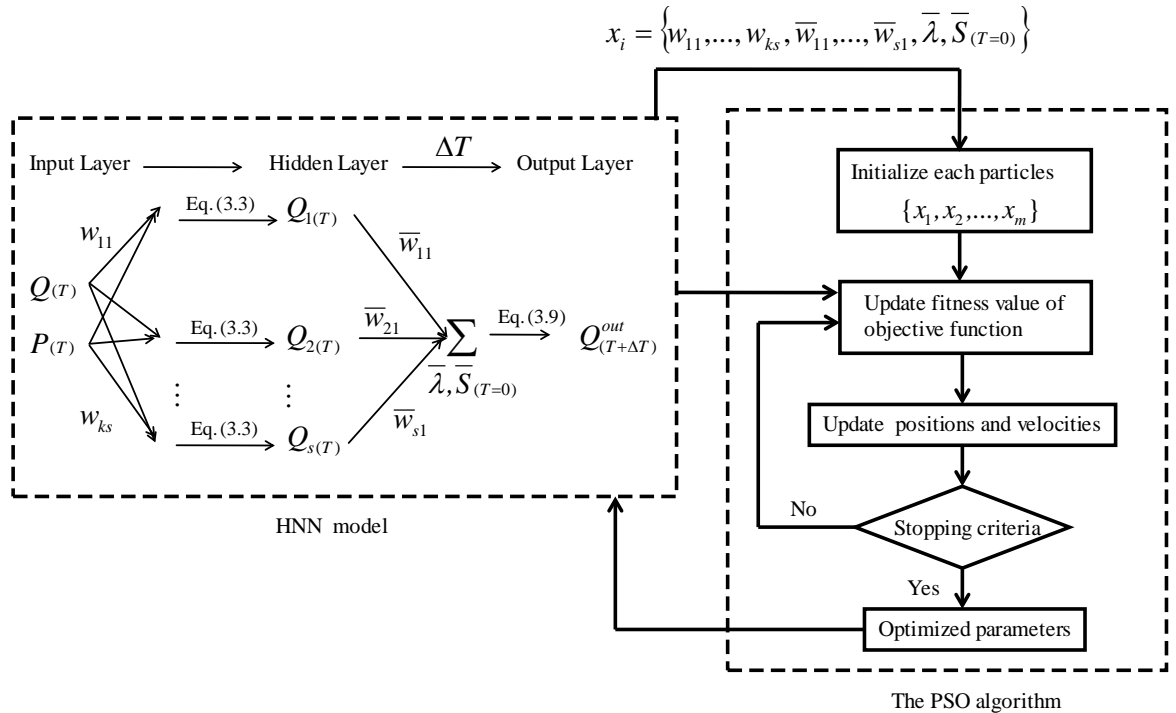 x_i = {w_11,..., w_ks, w̅_11,..., w̅_s1, λ̅, S̅_(T=0)}
Input Layer
Hidden Layer
ΔT
Output Layer
w_11
Eq.(3.3)
Q_1(T)
w̅_11
Q_(T)
P_(T)
Eq.(3.3)
Q_2(T)
w̅_21
∑
Eq.(3.9)
Q^out_(T+ΔT)
λ̅, S̅_(T=0)
⋮
⋮
w_ks
Eq.(3.3)
Q_s(T)
w̅_s1
HNN model
Initialize each particles
{x_1, x_2,..., x_m}
Update fitness value of
objective function
Update positions and velocities
No
Stopping criteria
Yes
Optimized parameters
The PSO algorithm